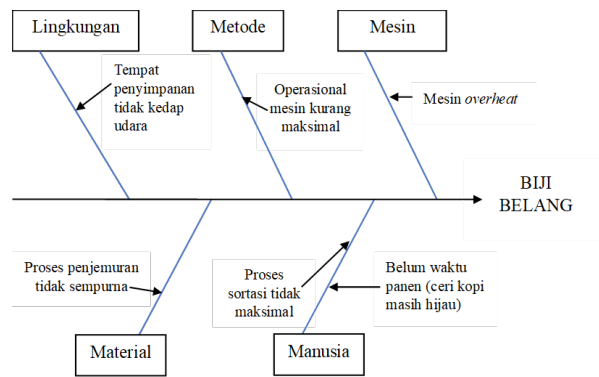 Lingkungan
Metode
Mesin
Tempat
penyimpanan
tidak kedap
udara
Operasional
mesin kurang
maksimal
Mesin overheat
BIJI
BELANG
Proses penjemuran
tidak sempurna
Proses
sortasi tidak
maksimal
Belum waktu
panen (ceri kopi
masih hijau)
Material
Manusia